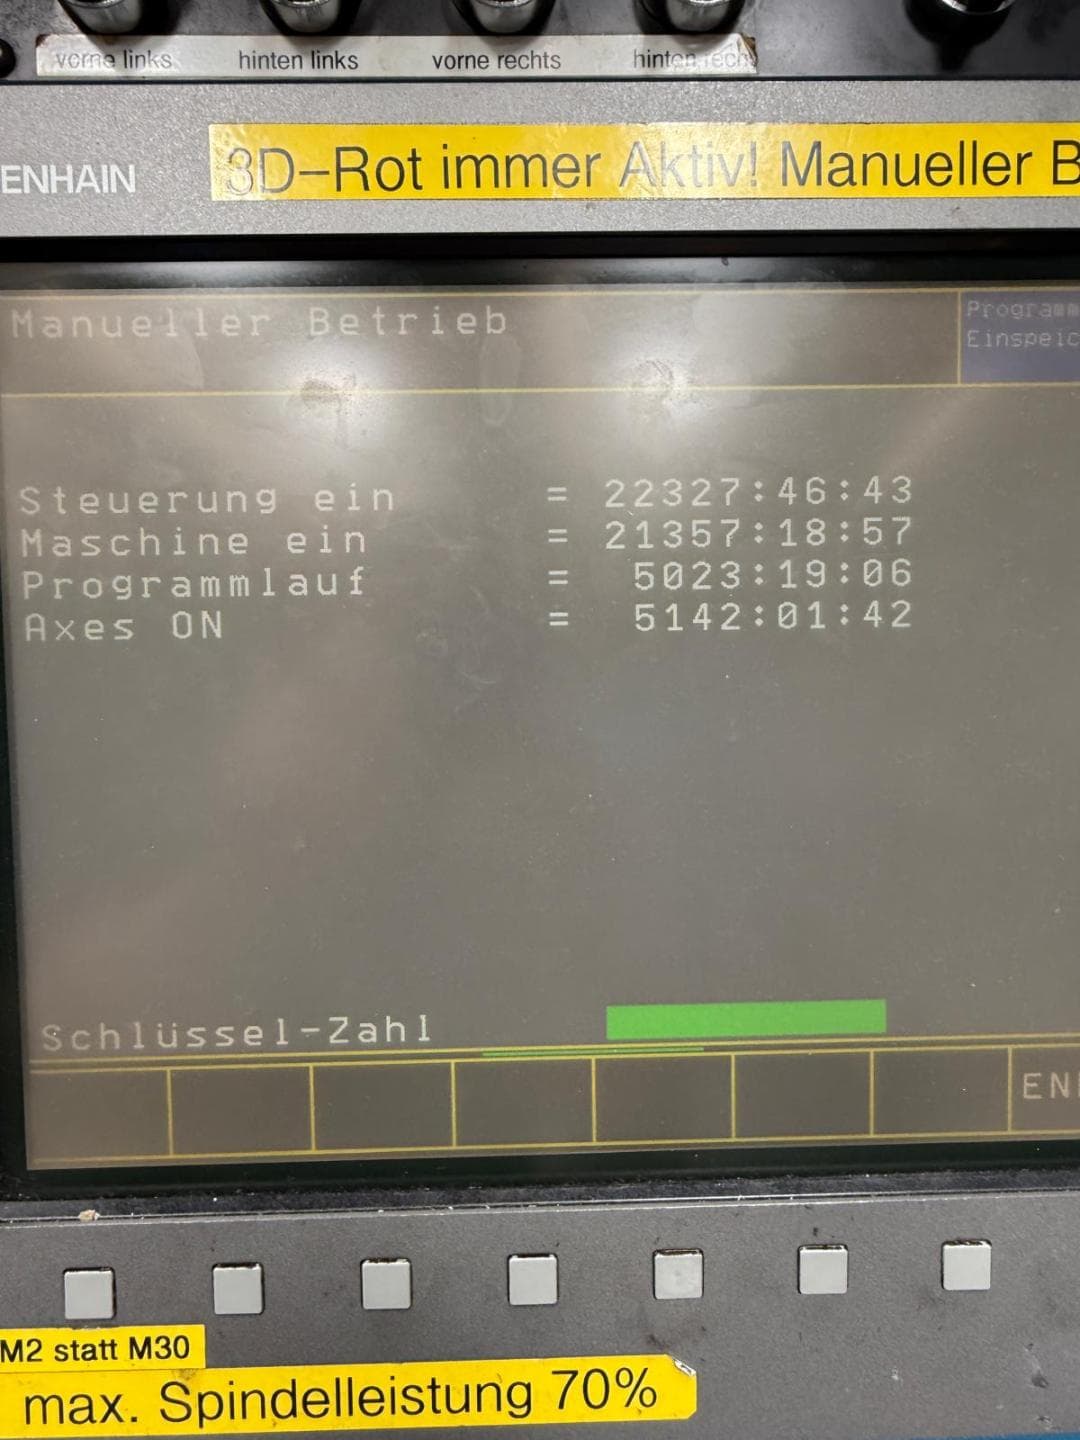 vorne links hinten links vorne rechts hinten rech
ENHAIN
3D-Rot immer Aktiv! Manueller B
Manueller Betrieb
Programm
Einspeic
Steuerung ein = 22327:46:43
Maschine ein = 21357:18:57
Programmlauf = 5023:19:06
Axes ON = 5142:01:42
Schlüssel-Zahl
EN
M2 statt M30
max. Spindelleistung 70%